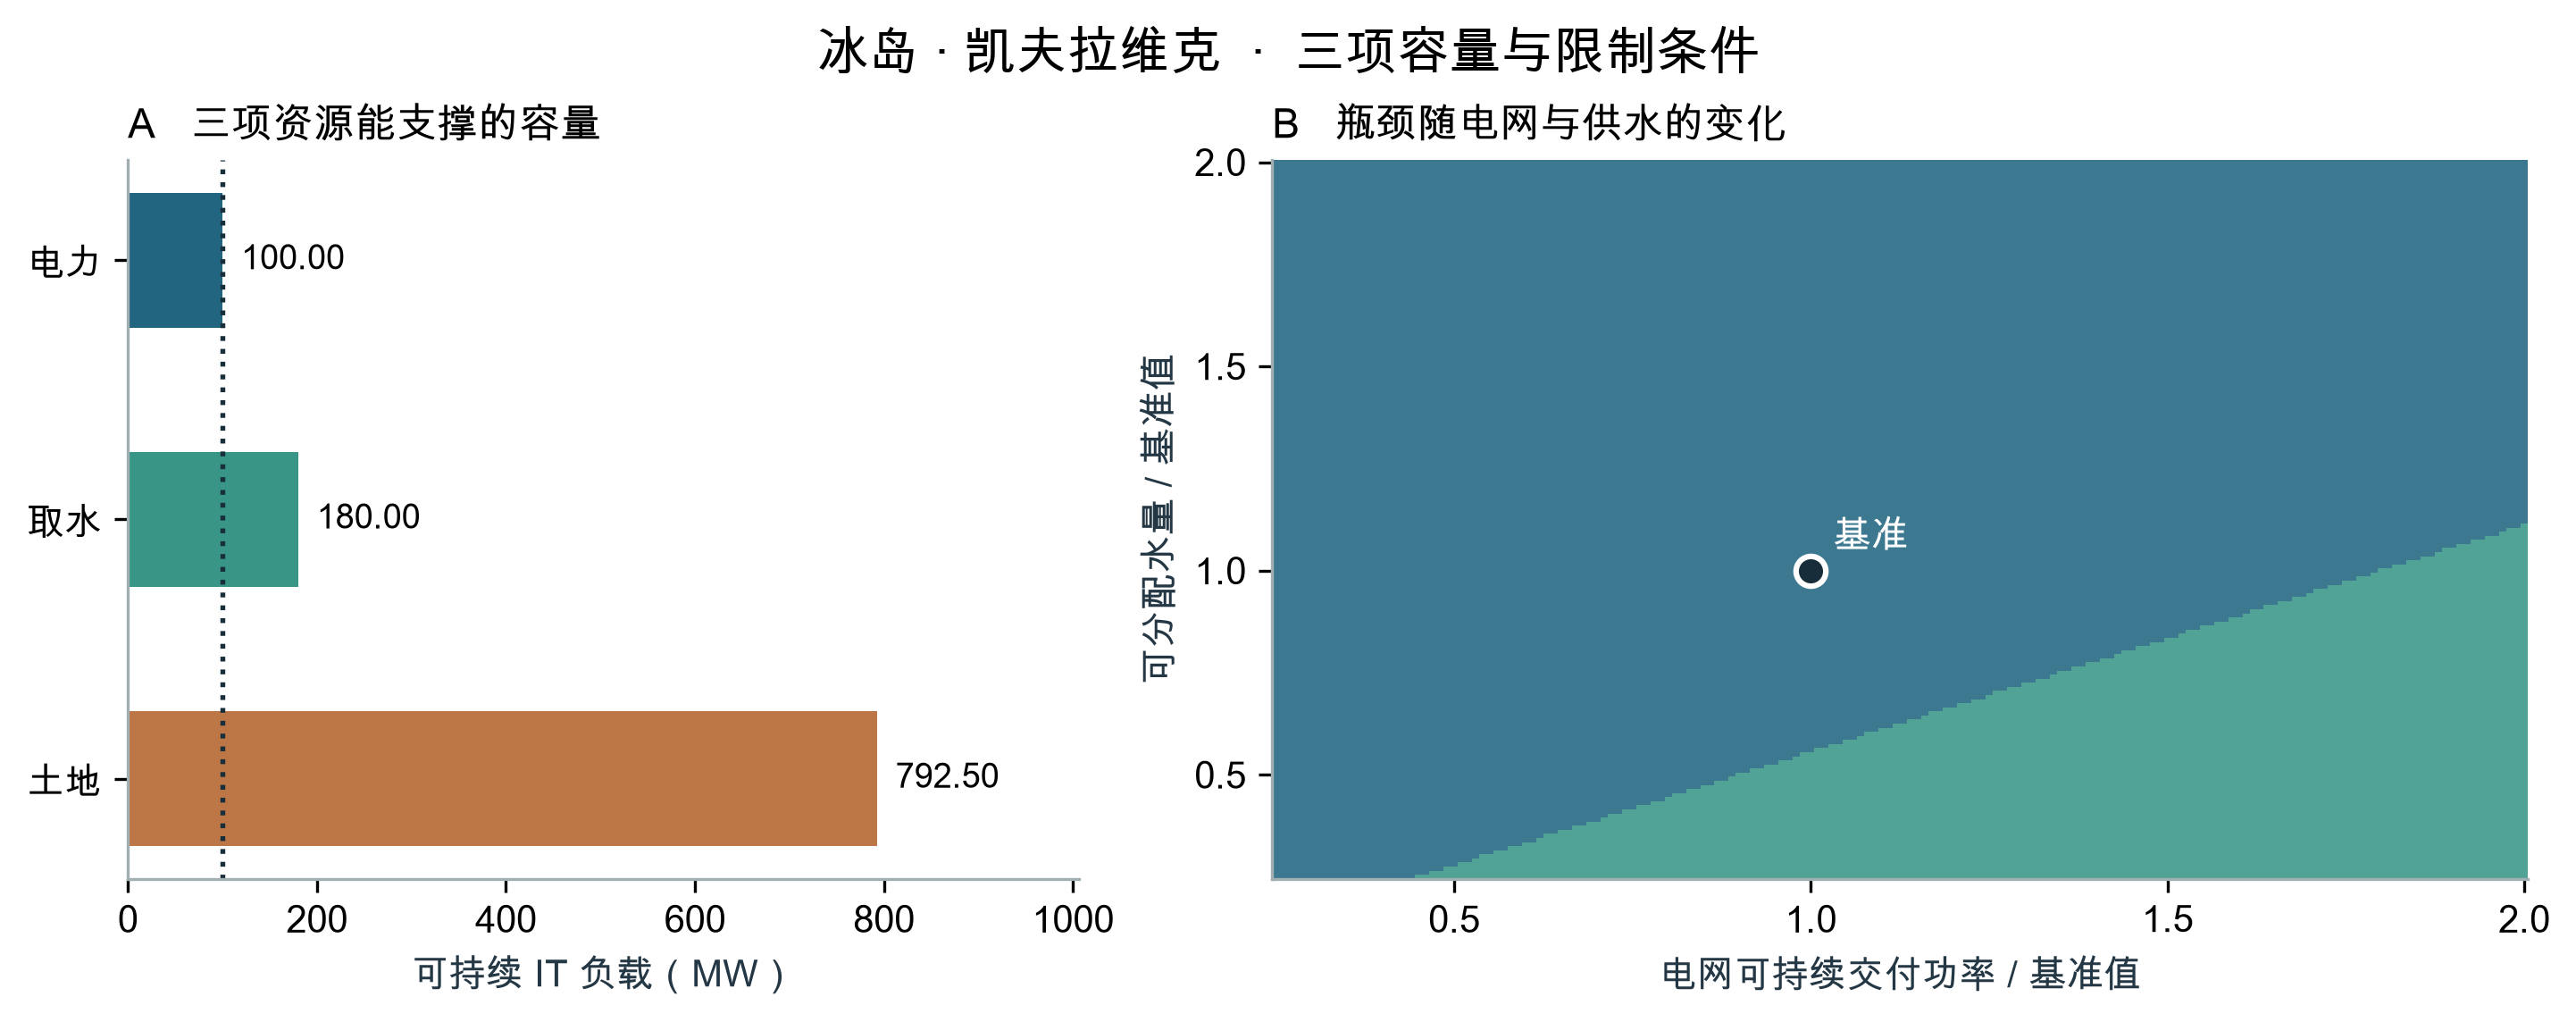 冰岛 · 凯夫拉维克 · 三项容量与限制条件
A 三项资源能支撑的容量
电力
100.00
取水
180.00
土地
792.50
0 200 400 600 800 1000
可持续 IT 负载 ( MW )
B 瓶颈随电网与供水的变化
可分配水量 / 基准值
2.0
1.5
1.0
0.5
基准
0.5 1.0 1.5 2.0
电网可持续交付功率 / 基准值